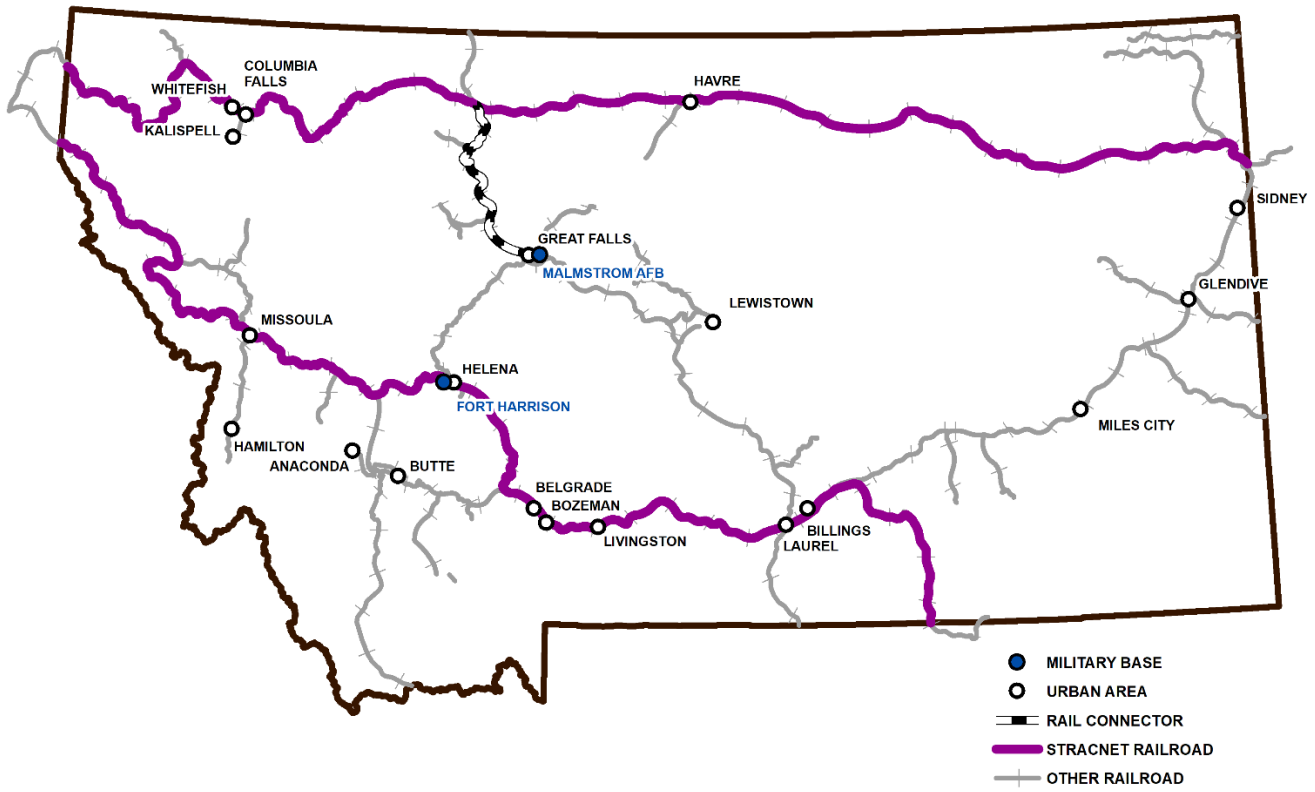 COLUMBIA
FALLS
WHITEFISH
KALISPELL
HAVRE
SIDNEY
GREAT FALLS
MALMSTROM AFB
GLENDIVE
LEWISTOWN
MISSOULA
HELENA
FORT HARRISON
MILES CITY
HAMILTON
ANACONDA
BUTTE
BELGRADE
BOZEMAN
LIVINGSTON
BILLINGS
LAUREL
MILITARY BASE
URBAN AREA
RAIL CONNECTOR
STRACNET RAILROAD
OTHER RAILROAD